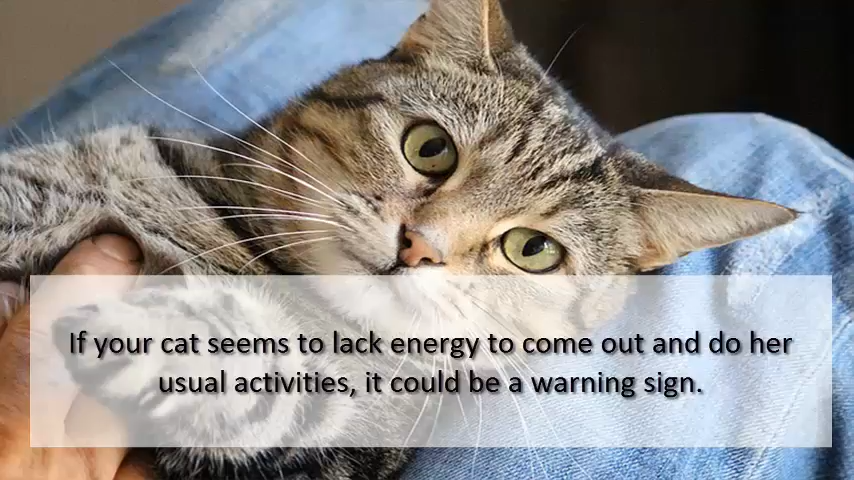 If your cat seems to lack energy to come out and do her
usual activities, it could be a warning sign.